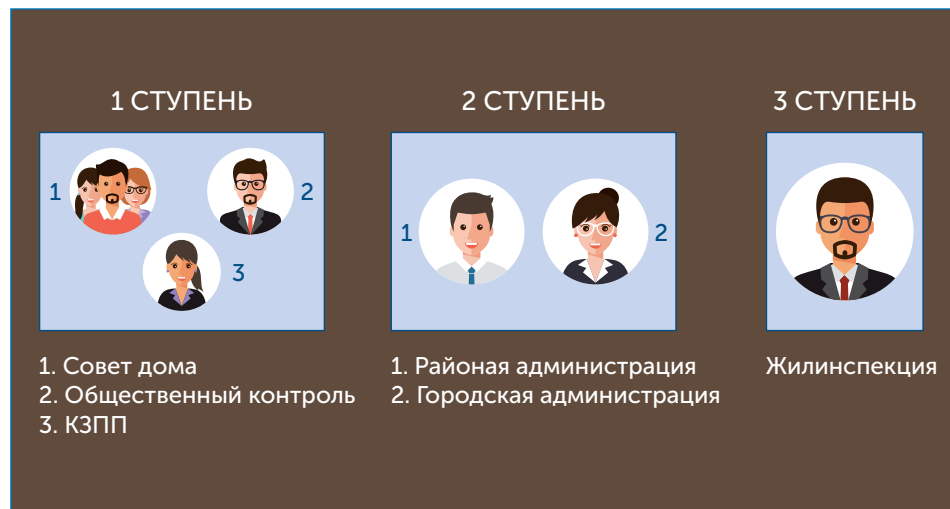 1 СТУПЕНЬ
1
2
3
1. Совет дома
2. Общественный контроль
3. КЗПП
2 СТУПЕНЬ
1
2
1. Районая администрация
2. Городская администрация
3 СТУПЕНЬ
Жилинспекция